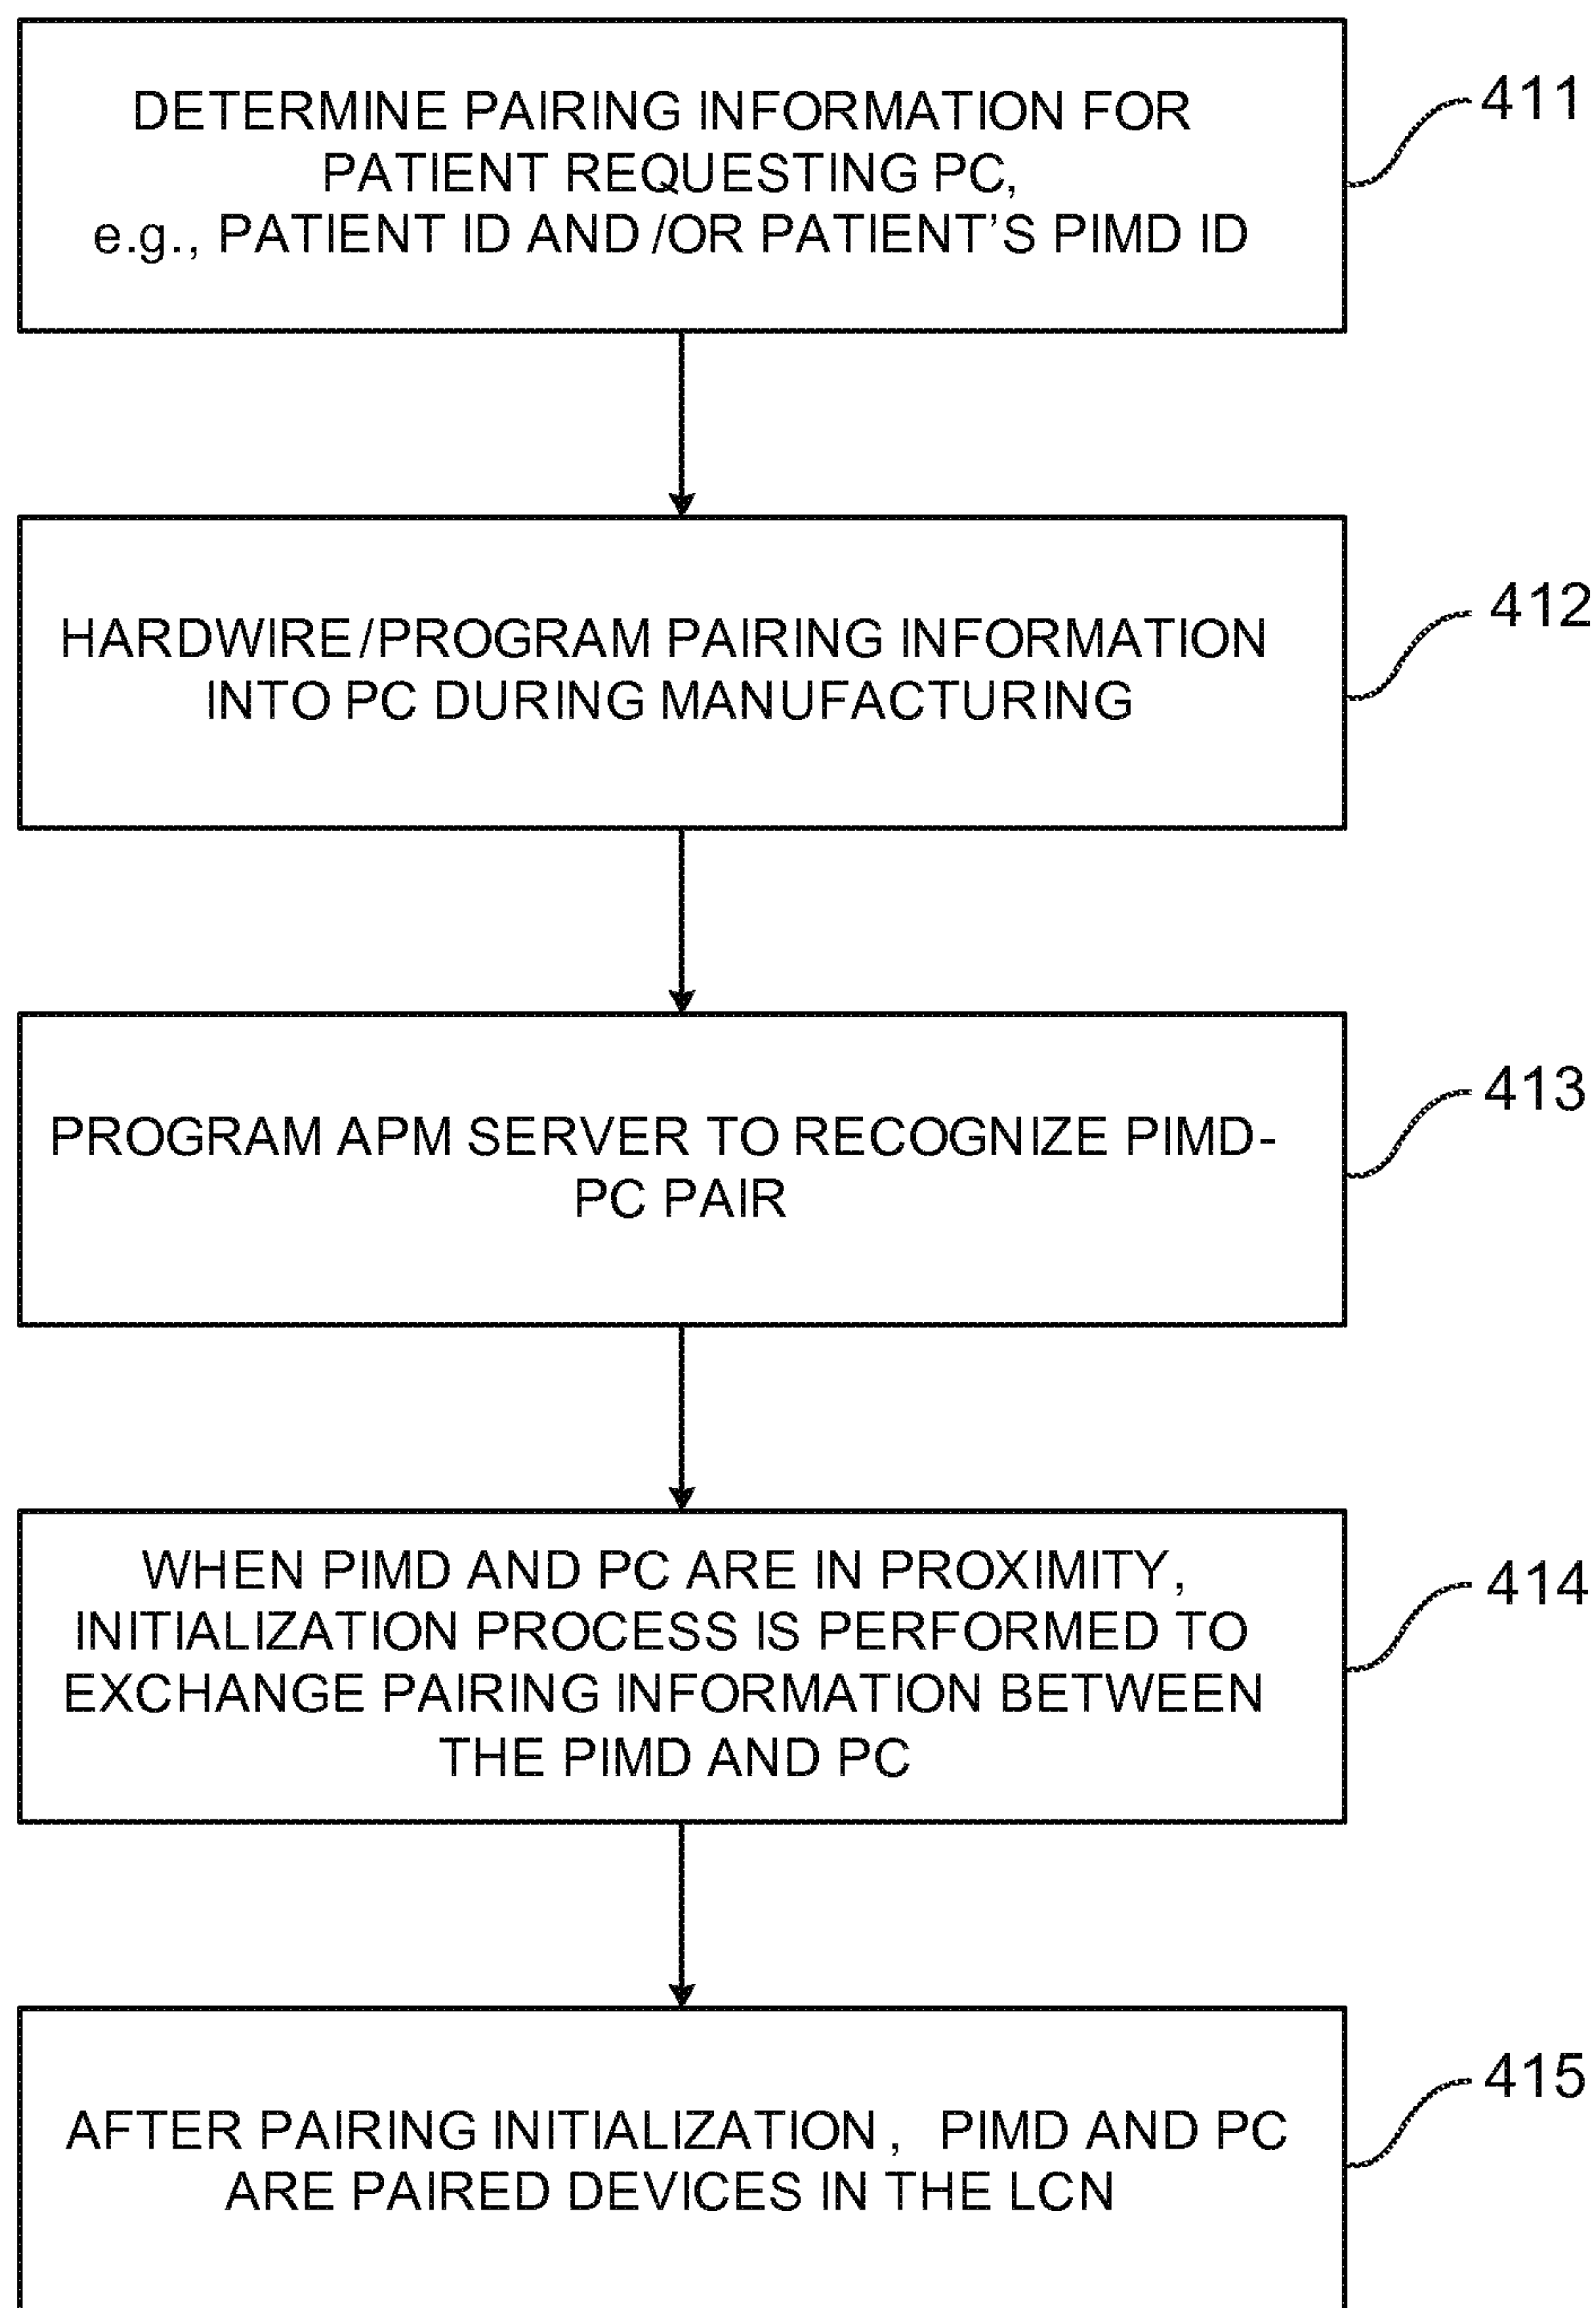 DETERMINE PAIRING INFORMATION FOR
PATIENT REQUESTING PC,
e.g., PATIENT ID AND /OR PATIENT'S PIMD ID
411
HARDWIRE/PROGRAM PAIRING INFORMATION
INTO PC DURING MANUFACTURING
412
PROGRAM APM SERVER TO RECOGNIZE PIMD-
PC PAIR
413
WHEN PIMD AND PC ARE IN PROXIMITY,
INITIALIZATION PROCESS IS PERFORMED TO
EXCHANGE PAIRING INFORMATION BETWEEN
THE PIMD AND PC
414
AFTER PAIRING INITIALIZATION, PIMD AND PC
ARE PAIRED DEVICES IN THE LCN
415